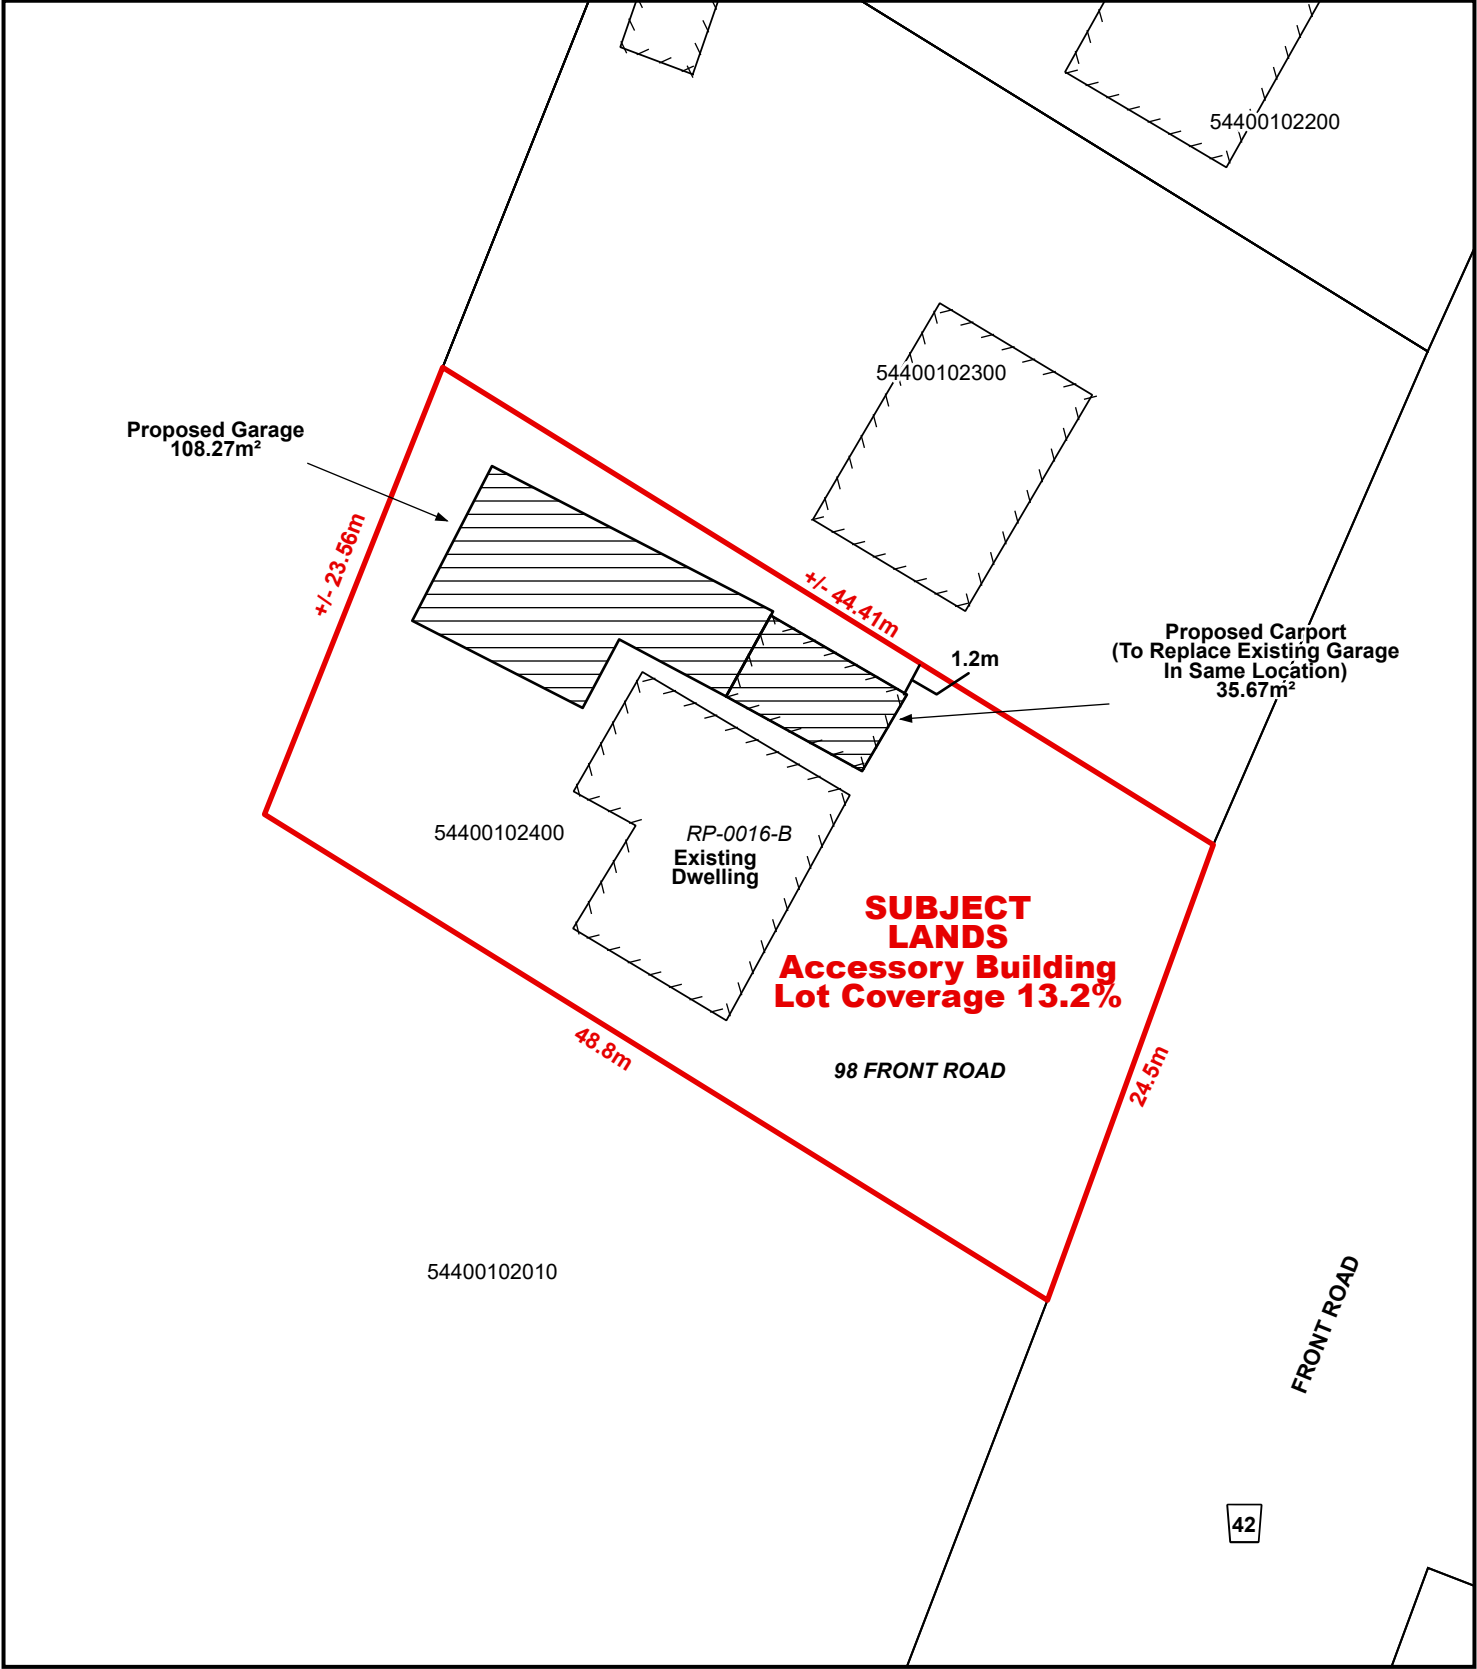 54400102200
54400102300
Proposed Garage
108.27m²
+/- 23.56m
+/- 44.41m
Proposed Carport
(To Replace Existing Garage
In Same Location)
35.67m²
1.2m
54400102400
RP-0016-B
Existing
Dwelling
SUBJECT
LANDS
Accessory Building
Lot Coverage 13.2%
48.8m
98 FRONT ROAD
24.5m
54400102010
FRONT ROAD
42